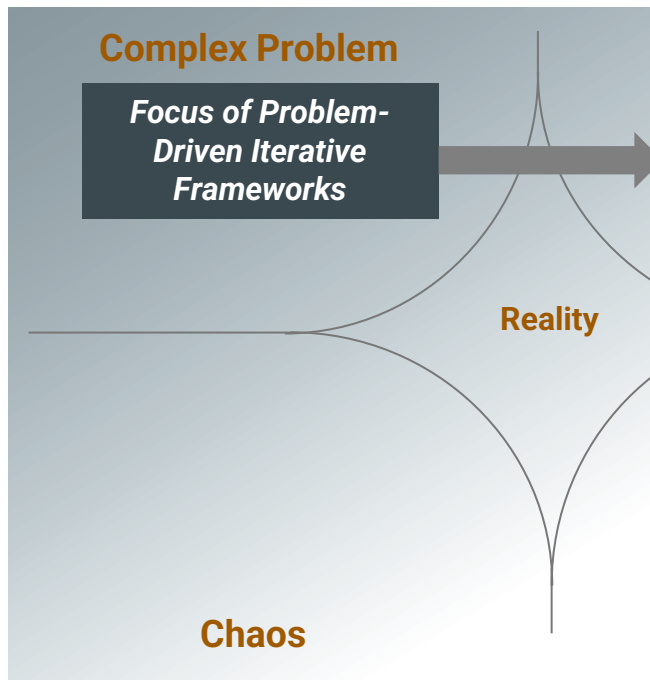 Complex Problem
Focus of Problem-
Driven Iterative
Frameworks
Reality
Chaos